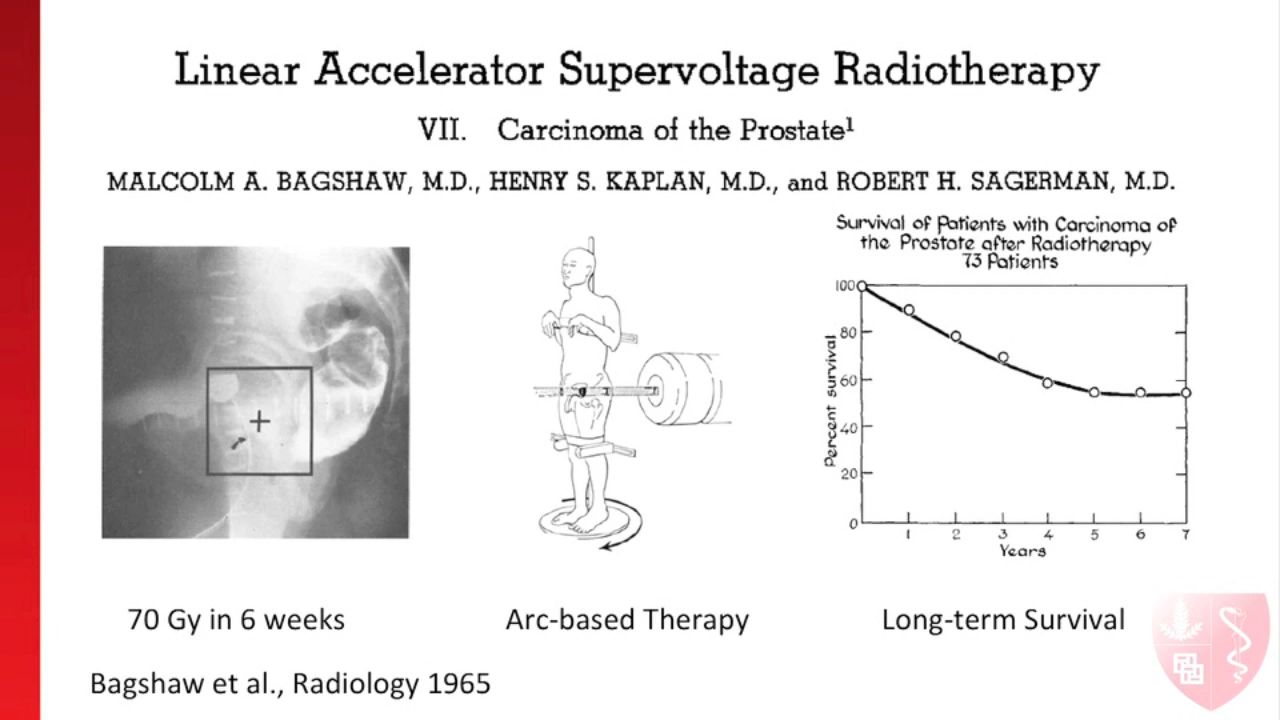 Linear Accelerator Supervoltage Radiotherapy
VII. Carcinoma of the Prostate¹
MALCOLM A. BAGSHAW, M.D., HENRY S. KAPLAN, M.D., and ROBERT H. SAGERMAN, M.D.
Survival of Patients with Carcinoma of
the Prostate after Radiotherapy
73 Patients
100
80
60
40
20
0
Percent survival
1 2 3 4 5 6 7
Years
70 Gy in 6 weeks
Arc-based Therapy
Long-term Survival
Bagshaw et al., Radiology 1965